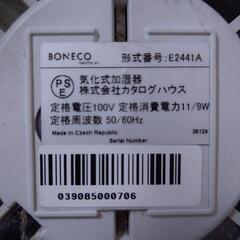 BONECO
healthy air
形式番号:E2441A
PS
E
気化式加湿器
株式会社カタログハウス
定格電圧100V 定格消費電力11/9W
定格周波数 50/60Hz
Made in Czech Republic
35129
Serial Number
039085000706